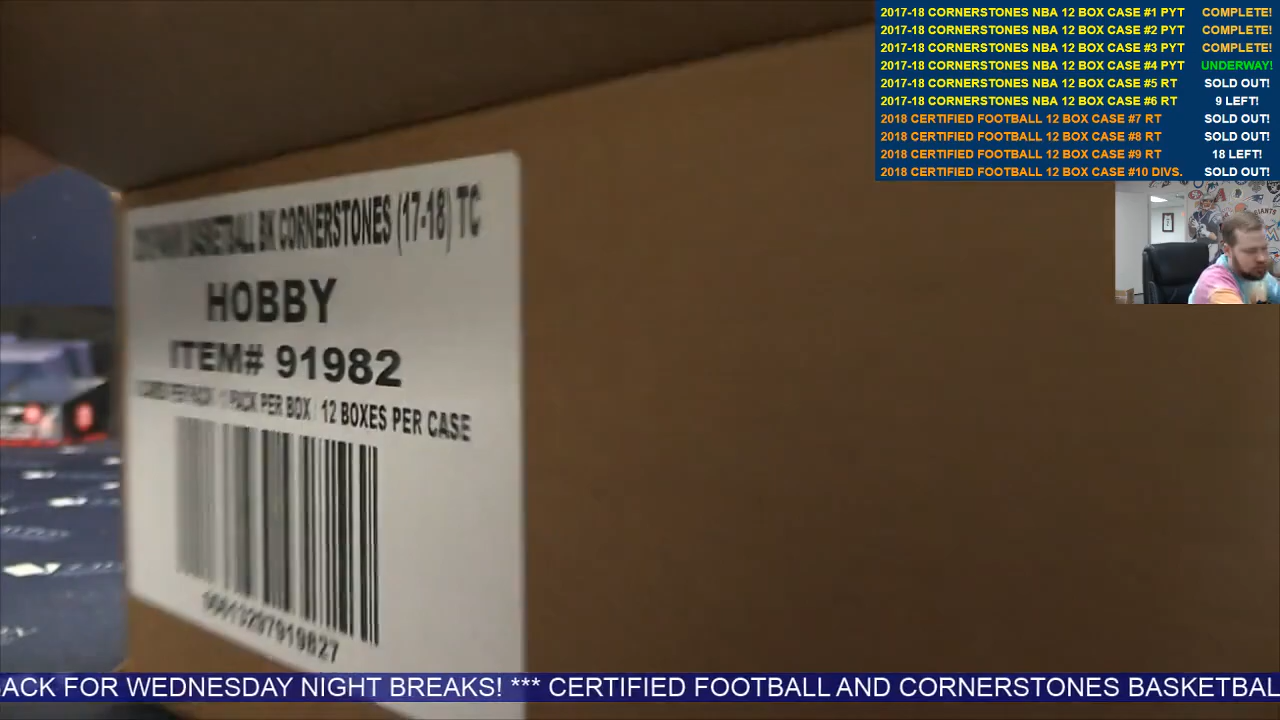 2017-18 CORNERSTONES NBA 12 BOX CASE #1 PYT COMPLETE!
2017-18 CORNERSTONES NBA 12 BOX CASE #2 PYT COMPLETE!
2017-18 CORNERSTONES NBA 12 BOX CASE #3 PYT COMPLETE!
2017-18 CORNERSTONES NBA 12 BOX CASE #4 PYT UNDERWAY!
2017-18 CORNERSTONES NBA 12 BOX CASE #5 RT SOLD OUT!
2017-18 CORNERSTONES NBA 12 BOX CASE #6 RT 9 LEFT!
2018 CERTIFIED FOOTBALL 12 BOX CASE #7 RT SOLD OUT!
2018 CERTIFIED FOOTBALL 12 BOX CASE #8 RT SOLD OUT!
2018 CERTIFIED FOOTBALL 12 BOX CASE #9 RT 18 LEFT!
2018 CERTIFIED FOOTBALL 12 BOX CASE #10 DIVS. SOLD OUT!
BASKETBALL BK CORNERSTONES (17-18) TC
HOBBY
ITEM# 91982
CARDS PER PACK 1 PACK PER BOX 12 BOXES PER CASE
00613297919827
ACK FOR WEDNESDAY NIGHT BREAKS! *** CERTIFIED FOOTBALL AND CORNERSTONES BASKETBAL